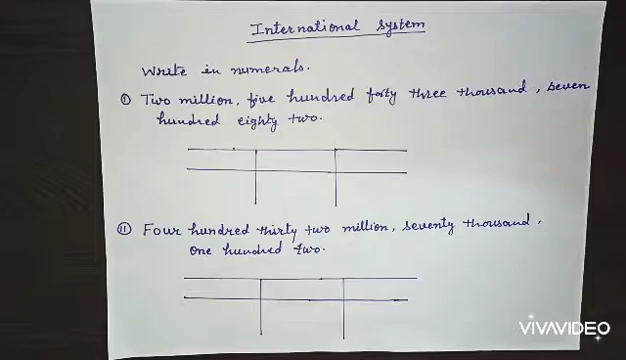 International system
Write in numerals.
I Two million, five hundred forty three thousand, seven
hundred eighty two.
II Four hundred thirty two million, seventy thousand,
one hundred two.
VIVAVIDEO